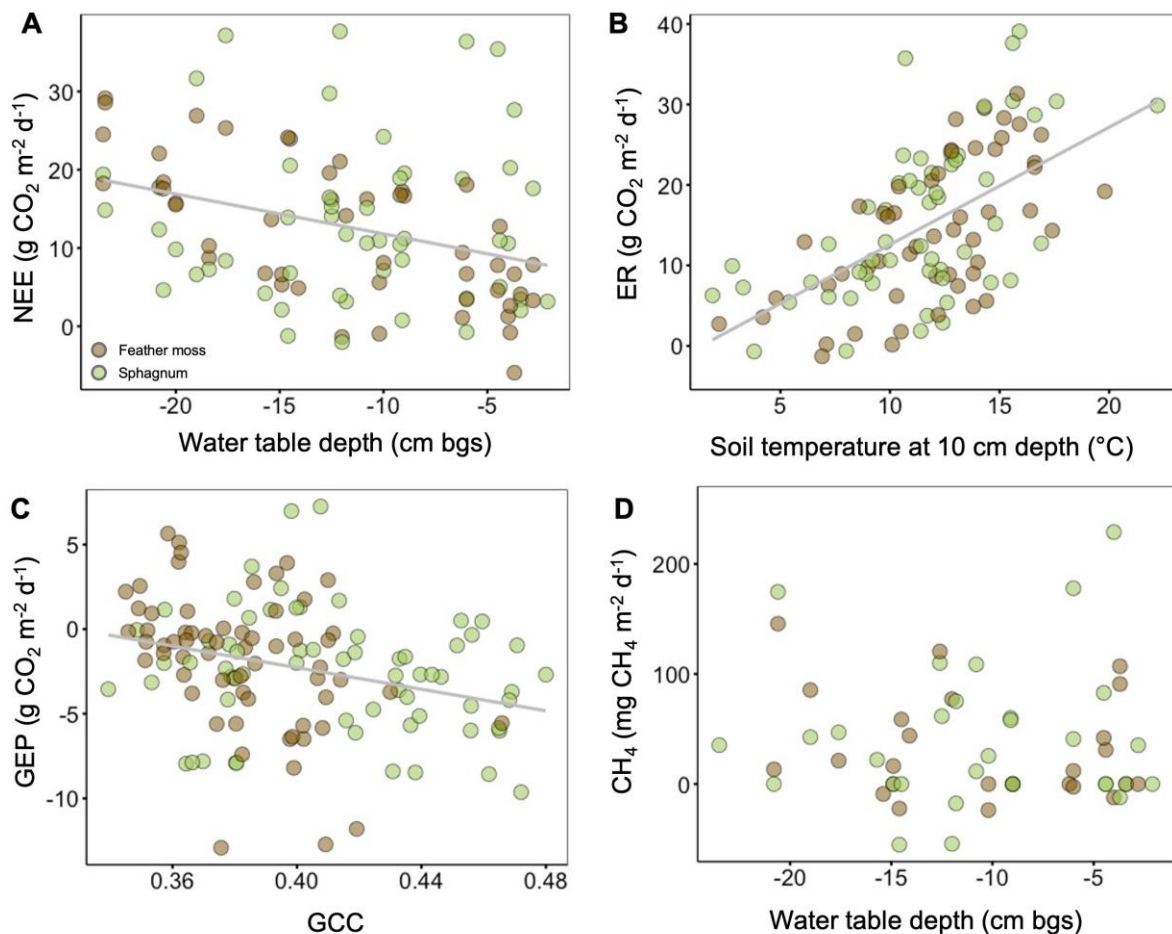 A
NEE (g CO₂ m⁻² d⁻¹)
30
20
10
0
Feather moss
Sphagnum
-20
-15
-10
-5
Water table depth (cm bgs)
B
ER (g CO₂ m⁻² d⁻¹)
40
30
20
10
0
5
10
15
20
Soil temperature at 10 cm depth (°C)
C
GEP (g CO₂ m⁻² d⁻¹)
5
0
-5
-10
0.36
0.40
0.44
0.48
GCC
D
CH₄ (mg CH₄ m⁻² d⁻¹)
200
100
0
-20
-15
-10
-5
Water table depth (cm bgs)